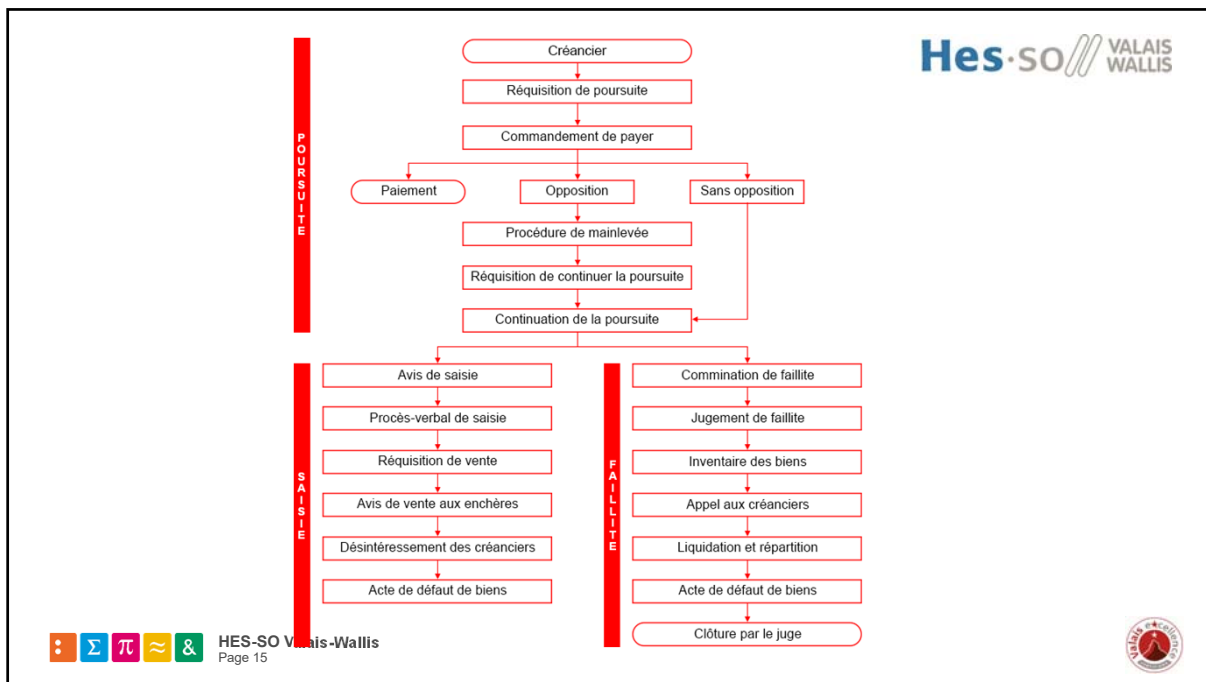 Hes·so VALAIS
WALLIS
POURSUITE
Créancier
Réquisition de poursuite
Commandement de payer
Paiement
Opposition
Sans opposition
Procédure de mainlevée
Réquisition de continuer la poursuite
Continuation de la poursuite
SAISIE
Avis de saisie
Procès-verbal de saisie
Réquisition de vente
Avis de vente aux enchères
Désintéressement des créanciers
Acte de défaut de biens
FAILLITE
Commination de faillite
Jugement de faillite
Inventaire des biens
Appel aux créanciers
Liquidation et répartition
Acte de défaut de biens
Clôture par le juge
: Σ π ≈ &
HES-SO Valais-Wallis
Page 15
Valais excellence